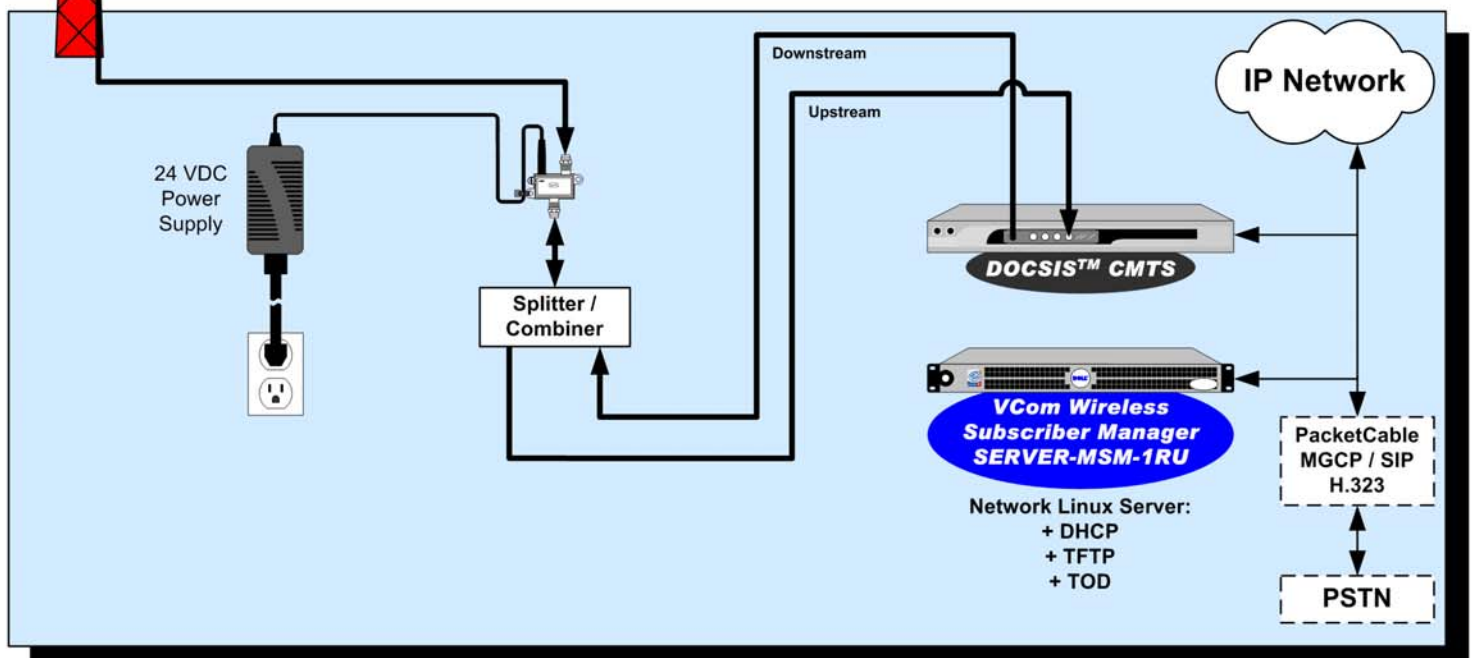 Downstream
Upstream
IP Network
24 VDC
Power
Supply
DOCSIS™ CMTS
Splitter /
Combiner
DELL
VCom Wireless
Subscriber Manager
SERVER-MSM-1RU
PacketCable
MGCP / SIP
H.323
Network Linux Server:
+ DHCP
+ TFTP
+ TOD
PSTN